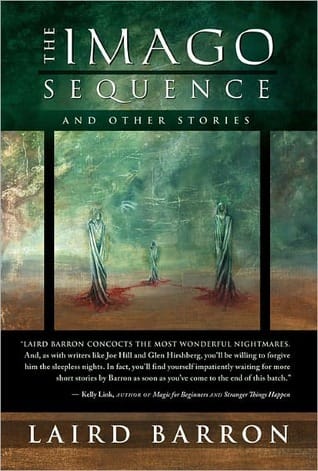 THE IMAGO
SEQUENCE
AND OTHER STORIES
"LAIRD BARRON CONCOCTS THE MOST WONDERFUL NIGHTMARES.
And, as with writers like Joe Hill and Glen Hirshberg, you'll be willing to forgive
him the sleepless nights. In fact, you'll find yourself impatiently waiting for more
short stories by Barron as soon as you've come to the end of this batch."
— Kelly Link, AUTHOR OF Magic for Beginners AND Stranger Things Happen
LAIRD BARRON